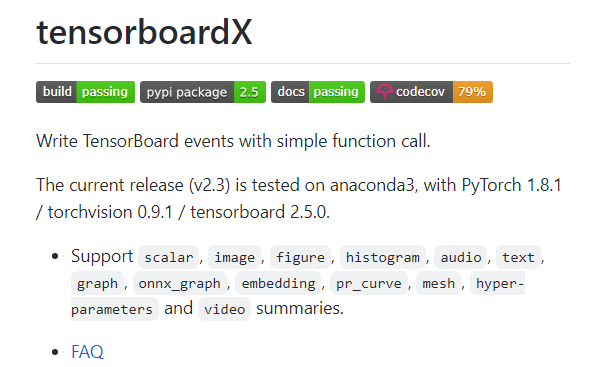 tensorboardX
build passing pypi package 2.5 docs passing codecov 79%
Write TensorBoard events with simple function call.
The current release (v2.3) is tested on anaconda3, with PyTorch 1.8.1
/ torchvision 0.9.1 / tensorboard 2.5.0.
• Support scalar, image, figure, histogram, audio, text,
graph, onnx_graph, embedding, pr_curve, mesh, hyper-
parameters and video summaries.
• FAQ